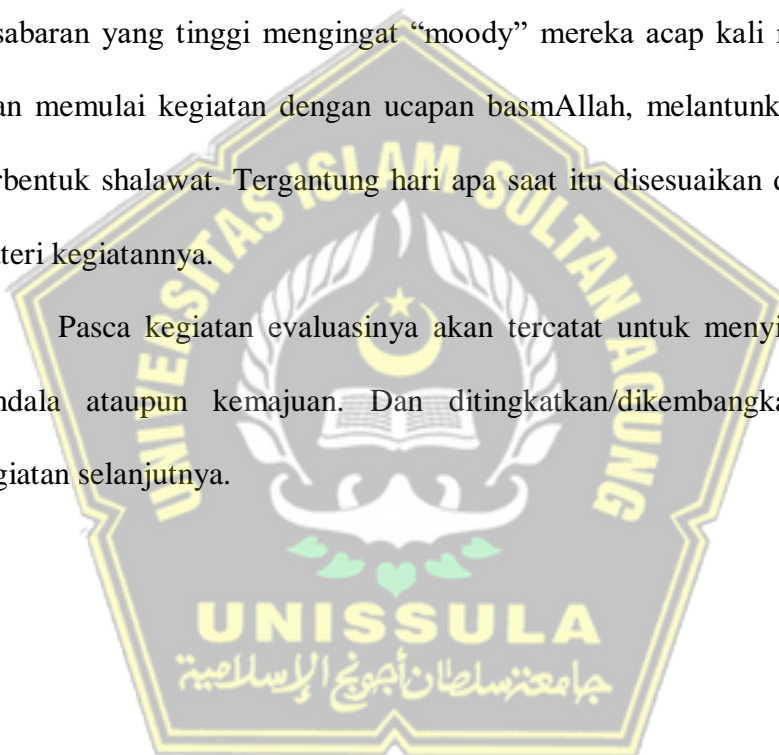 sabaran yang tinggi mengingat “moody” mereka acap kali
an memulai kegiatan dengan ucapan basmAllah, melantunk
rbentuk shalawat. Tergantung hari apa saat itu disesuaikan
teri kegiatannya.
Pasca kegiatan evaluasinya akan tercatat untuk menyi
ndala ataupun kemajuan. Dan ditingkatkan/dikembangka
giatan selanjutnya.
UNIVERSITAS ISLAM SULTAN AGUNG
UNISSULA
جامعة سلطان أجونج الإسلامية